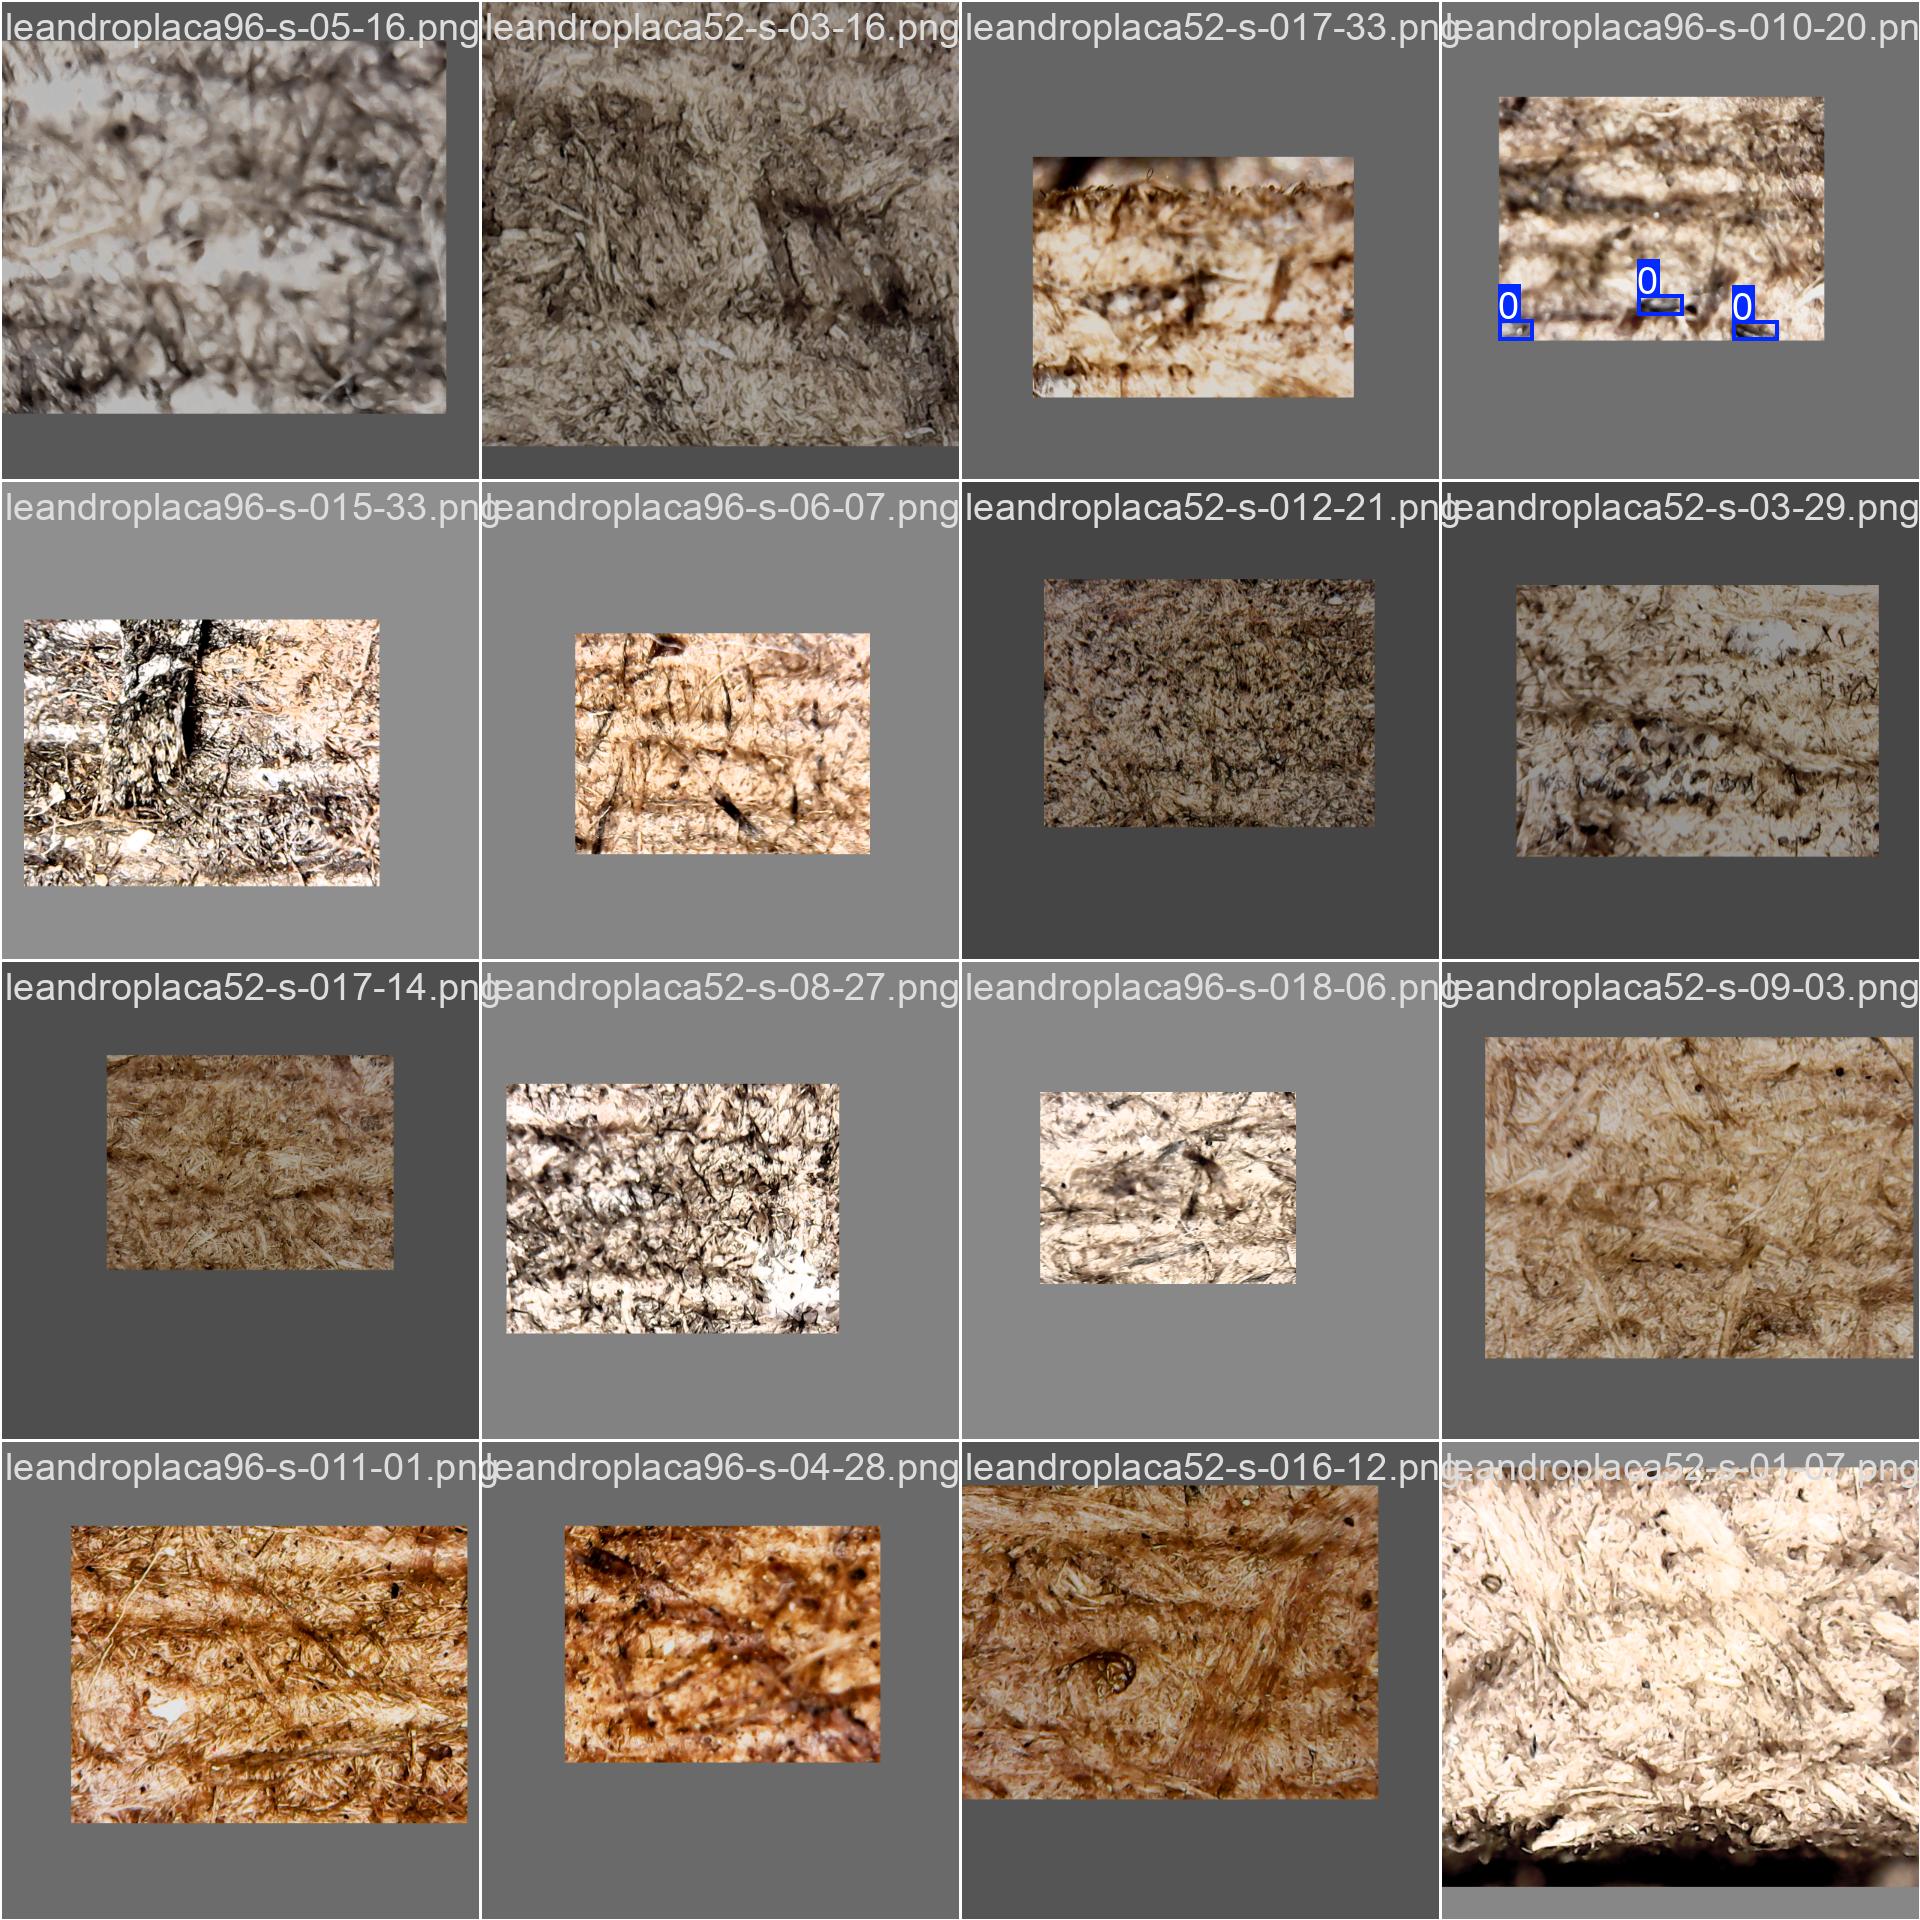 leandroplaca96-s-05-16.png
leandroplaca52-s-03-16.png
leandroplaca52-s-017-33.png
leandroplaca96-s-010-20.pn
0
0
0
leandroplaca96-s-015-33.png
leandroplaca96-s-06-07.png
leandroplaca52-s-012-21.png
leandroplaca52-s-03-29.png
leandroplaca52-s-017-14.png
leandroplaca52-s-08-27.png
leandroplaca96-s-018-06.png
leandroplaca52-s-09-03.png
leandroplaca96-s-011-01.png
leandroplaca96-s-04-28.png
leandroplaca52-s-016-12.png
leandroplaca52-s-01-07.png